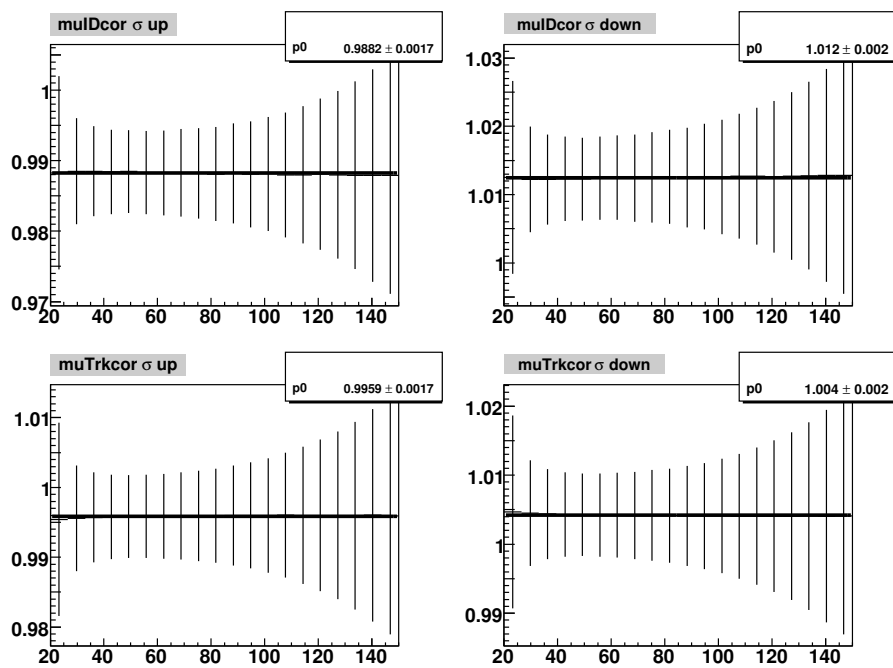 muIDcor σ up
p0 0.9882 ± 0.0017
1
0.99
0.98
0.97
20 40 60 80 100 120 140
muIDcor σ down
p0 1.012 ± 0.002
1.03
1.02
1.01
1
20 40 60 80 100 120 140
muTrkcor σ up
p0 0.9959 ± 0.0017
1.01
1
0.99
0.98
20 40 60 80 100 120 140
muTrkcor σ down
p0 1.004 ± 0.002
1.02
1.01
1
0.99
20 40 60 80 100 120 140